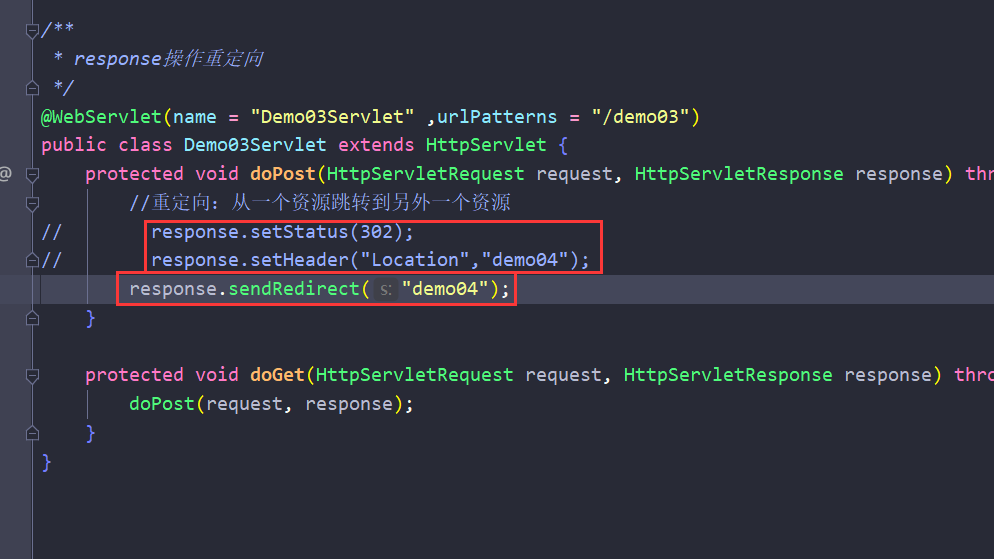 /**
* response操作重定向
*/
@WebServlet(name = "Demo03Servlet" ,urlPatterns = "/demo03")
public class Demo03Servlet extends HttpServlet {
@ protected void doPost(HttpServletRequest request, HttpServletResponse response) thr
//重定向：从一个资源跳转到另外一个资源
// response.setStatus(302);
// response.setHeader("Location","demo04");
response.sendRedirect( s: "demo04");
}
protected void doGet(HttpServletRequest request, HttpServletResponse response) thro
doPost(request, response);
}
}